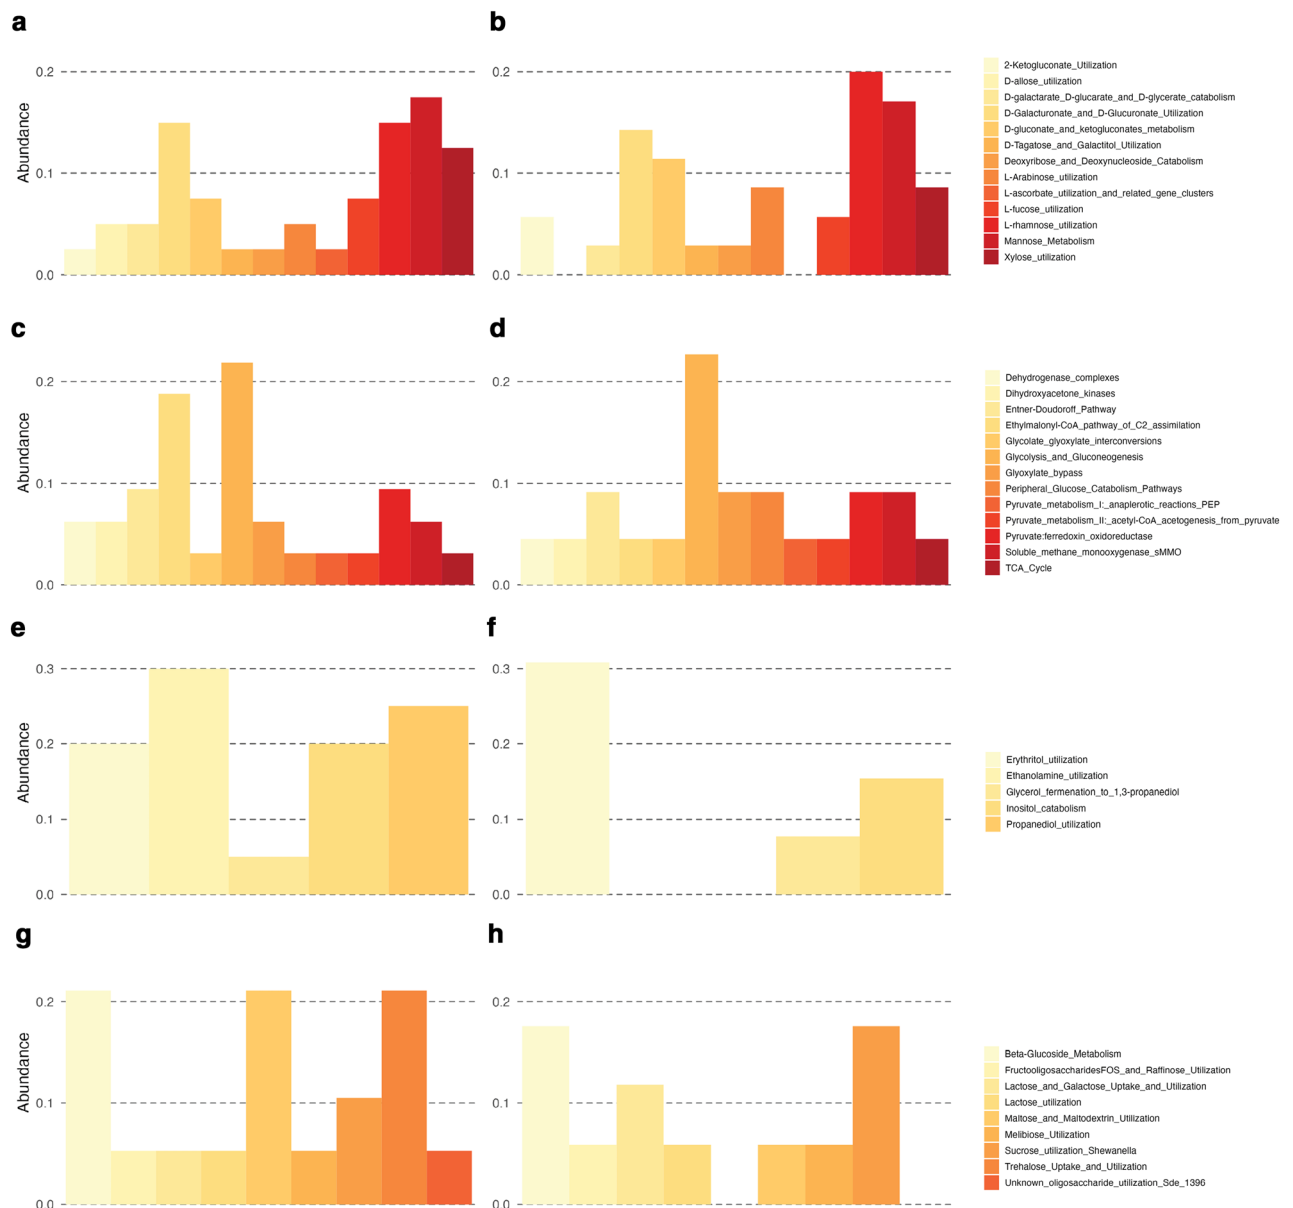 a
b
0.2
0.1
0.0
Abundance
0.2
0.1
0.0
2-Ketogluconate_Utilization
D-allose_utilization
D-galactarate_D-glucarate_and_D-glycerate_catabolism
D-Galacturonate_and_D-Glucuronate_Utilization
D-gluconate_and_ketogluconates_metabolism
D-Tagatose_and_Galactitol_Utilization
Deoxyribose_and_Deoxynucleoside_Catabolism
L-Arabinose_utilization
L-ascorbate_utilization_and_related_gene_clusters
L-fucose_utilization
L-rhamnose_utilization
Mannose_Metabolism
Xylose_utilization
c
d
0.2
0.1
0.0
Abundance
0.2
0.1
0.0
Dehydrogenase_complexes
Dihydroxyacetone_kinases
Entner-Doudoroff_Pathway
Ethylmalonyl-CoA_pathway_of_C2_assimilation
Glycolate_glyoxylate_interconversions
Glycolysis_and_Gluconeogenesis
Glyoxylate_bypass
Peripheral_Glucose_Catabolism_Pathways
Pyruvate_metabolism_I:_anaplerotic_reactions_PEP
Pyruvate_metabolism_II:_acetyl-CoA_acetogenesis_from_pyruvate
Pyruvate:ferredoxin_oxidoreductase
Soluble_methane_monooxygenase_sMMO
TCA_Cycle
e
f
0.3
0.2
0.1
0.0
Abundance
0.3
0.2
0.1
0.0
Erythritol_utilization
Ethanolamine_utilization
Glycerol_fermenation_to_1,3-propanediol
Inositol_catabolism
Propanediol_utilization
g
h
0.2
0.1
0.0
Abundance
0.2
0.1
0.0
Beta-Glucoside_Metabolism
FructooligosaccharidesFOS_and_Raffinose_Utilization
Lactose_and_Galactose_Uptake_and_Utilization
Lactose_utilization
Maltose_and_Maltodextrin_Utilization
Melibiose_Utilization
Sucrose_utilization_Shewanella
Trehalose_Uptake_and_Utilization
Unknown_oligosaccharide_utilization_Sde_1396